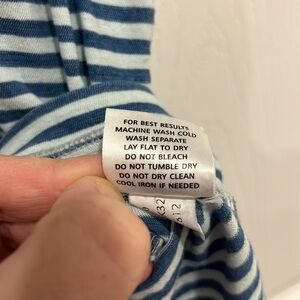 FOR BEST RESULTS
MACHINE WASH COLD
WASH SEPARATE
LAY FLAT TO DRY
DO NOT BLEACH
DO NOT TUMBLE DRY
DO NOT DRY CLEAN
COOL IRON IF NEEDED